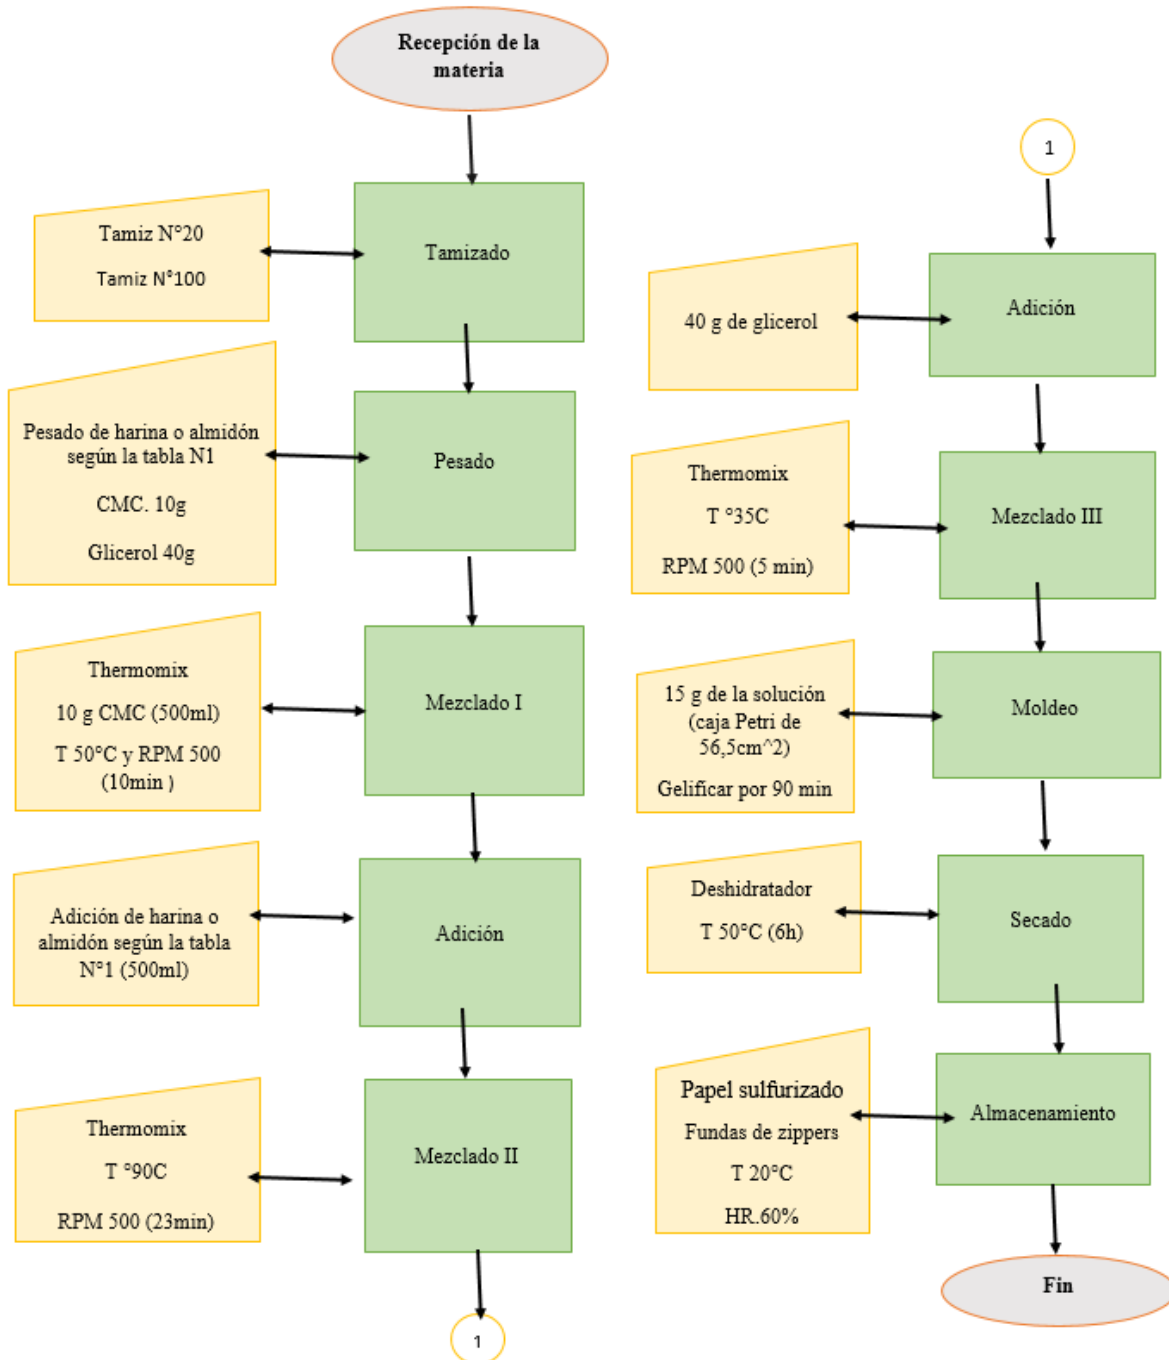 Recepción de la
materia
Tamiz N°20
Tamiz N°100
Tamizado
Pesado de harina o almidón
según la tabla N1
CMC. 10g
Glicerol 40g
Pesado
Thermomix
10 g CMC (500ml)
T 50°C y RPM 500
(10min )
Mezclado I
Adición de harina o
almidón según la tabla
N°1 (500ml)
Adición
Thermomix
T °90C
RPM 500 (23min)
Mezclado II
1
1
40 g de glicerol
Adición
Thermomix
T °35C
RPM 500 (5 min)
Mezclado III
15 g de la solución
(caja Petri de
56,5cm^2)
Gelificar por 90 min
Moldeo
Deshidratador
T 50°C (6h)
Secado
Papel sulfurizado
Fundas de zippers
T 20°C
HR.60%
Almacenamiento
Fin